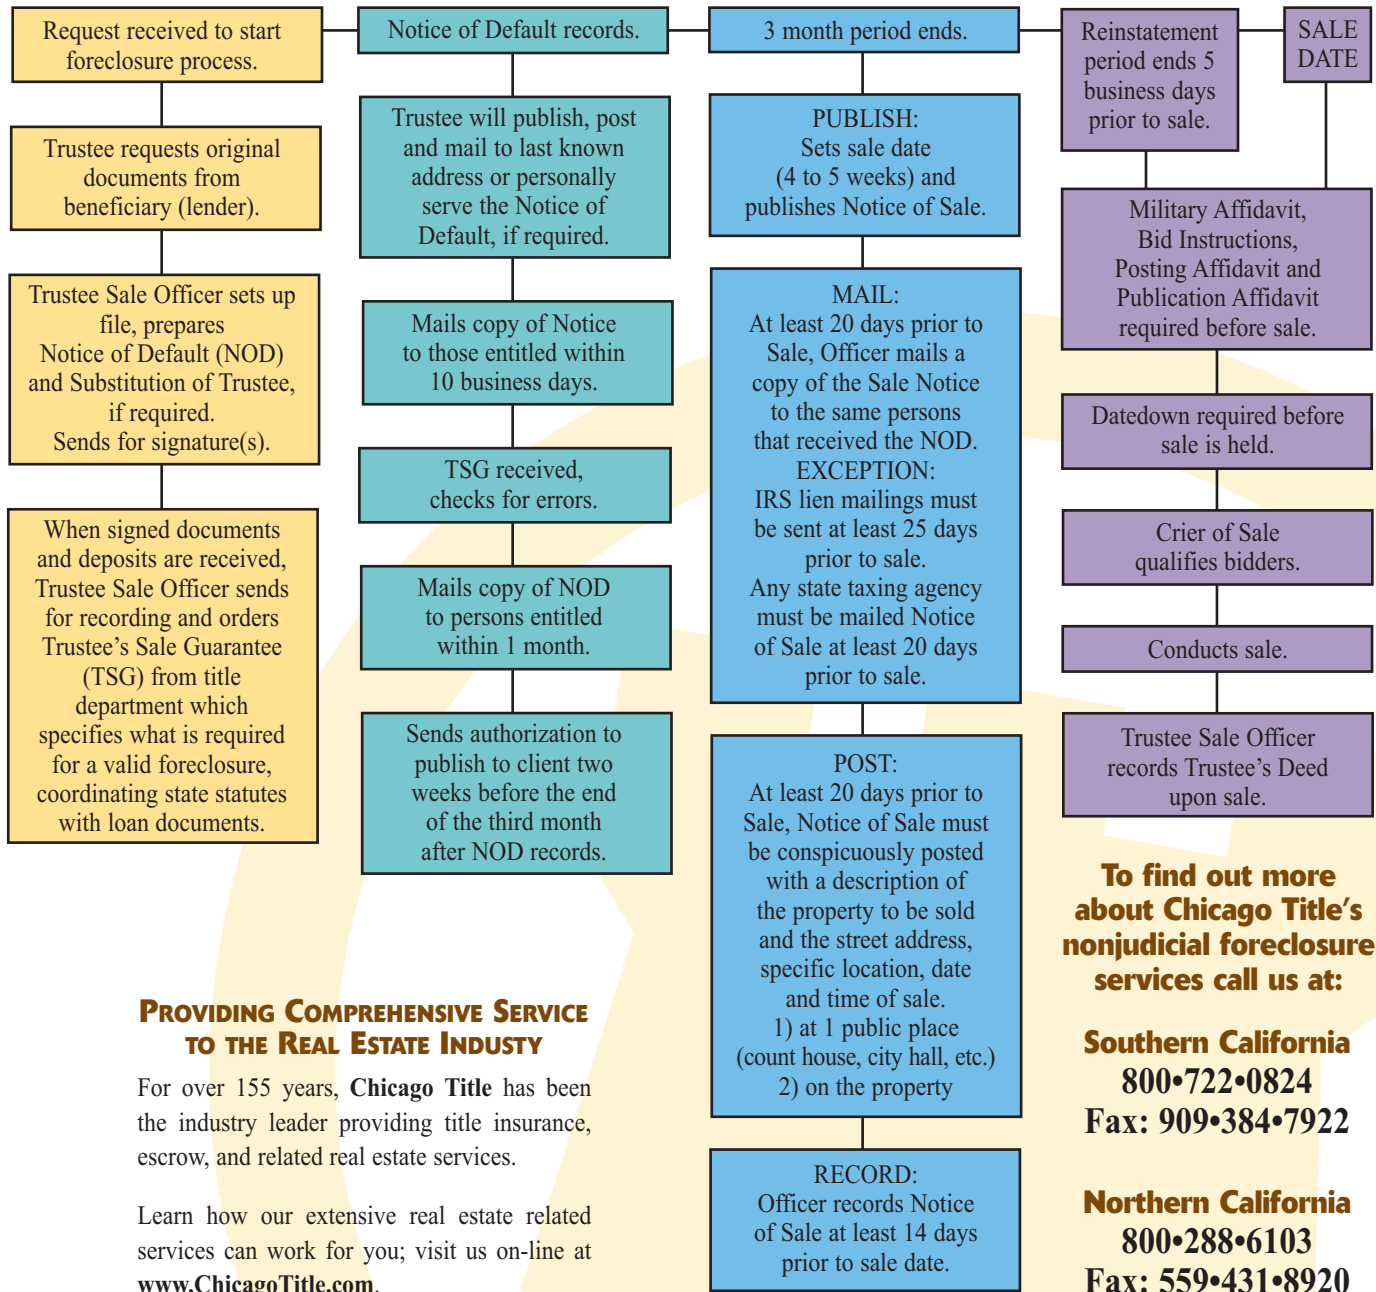 Request received to start
foreclosure process.
Trustee requests original
documents from
beneficiary (lender).
Trustee Sale Officer sets up
file, prepares
Notice of Default (NOD)
and Substitution of Trustee,
if required.
Sends for signature(s).
When signed documents
and deposits are received,
Trustee Sale Officer sends
for recording and orders
Trustee's Sale Guarantee
(TSG) from title
department which
specifies what is required
for a valid foreclosure,
coordinating state statutes
with loan documents.
Notice of Default records.
Trustee will publish, post
and mail to last known
address or personally
serve the Notice of
Default, if required.
Mails copy of Notice
to those entitled within
10 business days.
TSG received,
checks for errors.
Mails copy of NOD
to persons entitled
within 1 month.
Sends authorization to
publish to client two
weeks before the end
of the third month
after NOD records.
3 month period ends.
PUBLISH:
Sets sale date
(4 to 5 weeks) and
publishes Notice of Sale.
MAIL:
At least 20 days prior to
Sale, Officer mails a
copy of the Sale Notice
to the same persons
that received the NOD.
EXCEPTION:
IRS lien mailings must
be sent at least 25 days
prior to sale.
Any state taxing agency
must be mailed Notice
of Sale at least 20 days
prior to sale.
POST:
At least 20 days prior to
Sale, Notice of Sale must
be conspicuously posted
with a description of
the property to be sold
and the street address,
specific location, date
and time of sale.
1) at 1 public place
(count house, city hall, etc.)
2) on the property
RECORD:
Officer records Notice
of Sale at least 14 days
prior to sale date.
Reinstatement
period ends 5
business days
prior to sale.
SALE
DATE
Military Affidavit,
Bid Instructions,
Posting Affidavit and
Publication Affidavit
required before sale.
Datedown required before
sale is held.
Crier of Sale
qualifies bidders.
Conducts sale.
Trustee Sale Officer
records Trustee's Deed
upon sale.
PROVIDING COMPREHENSIVE SERVICE
TO THE REAL ESTATE INDUSTY
For over 155 years, Chicago Title has been
the industry leader providing title insurance,
escrow, and related real estate services.
Learn how our extensive real estate related
services can work for you; visit us on-line at
www.ChicagoTitle.com.
To find out more
about Chicago Title's
nonjudicial foreclosure
services call us at:
Southern California
800•722•0824
Fax: 909•384•7922
Northern California
800•288•6103
Fax: 559•431•8920